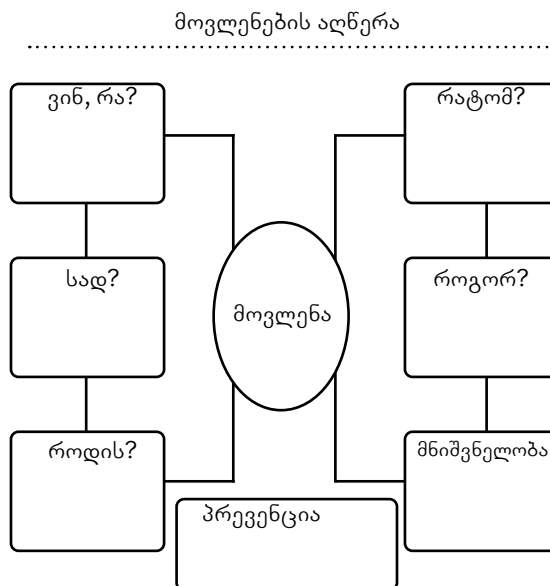 მოვლენების აღწერა
ვინ, რა?
რატომ?
სად?
როგორ?
მოვლენა
როდის?
მნიშვნელობა
პრევენცია